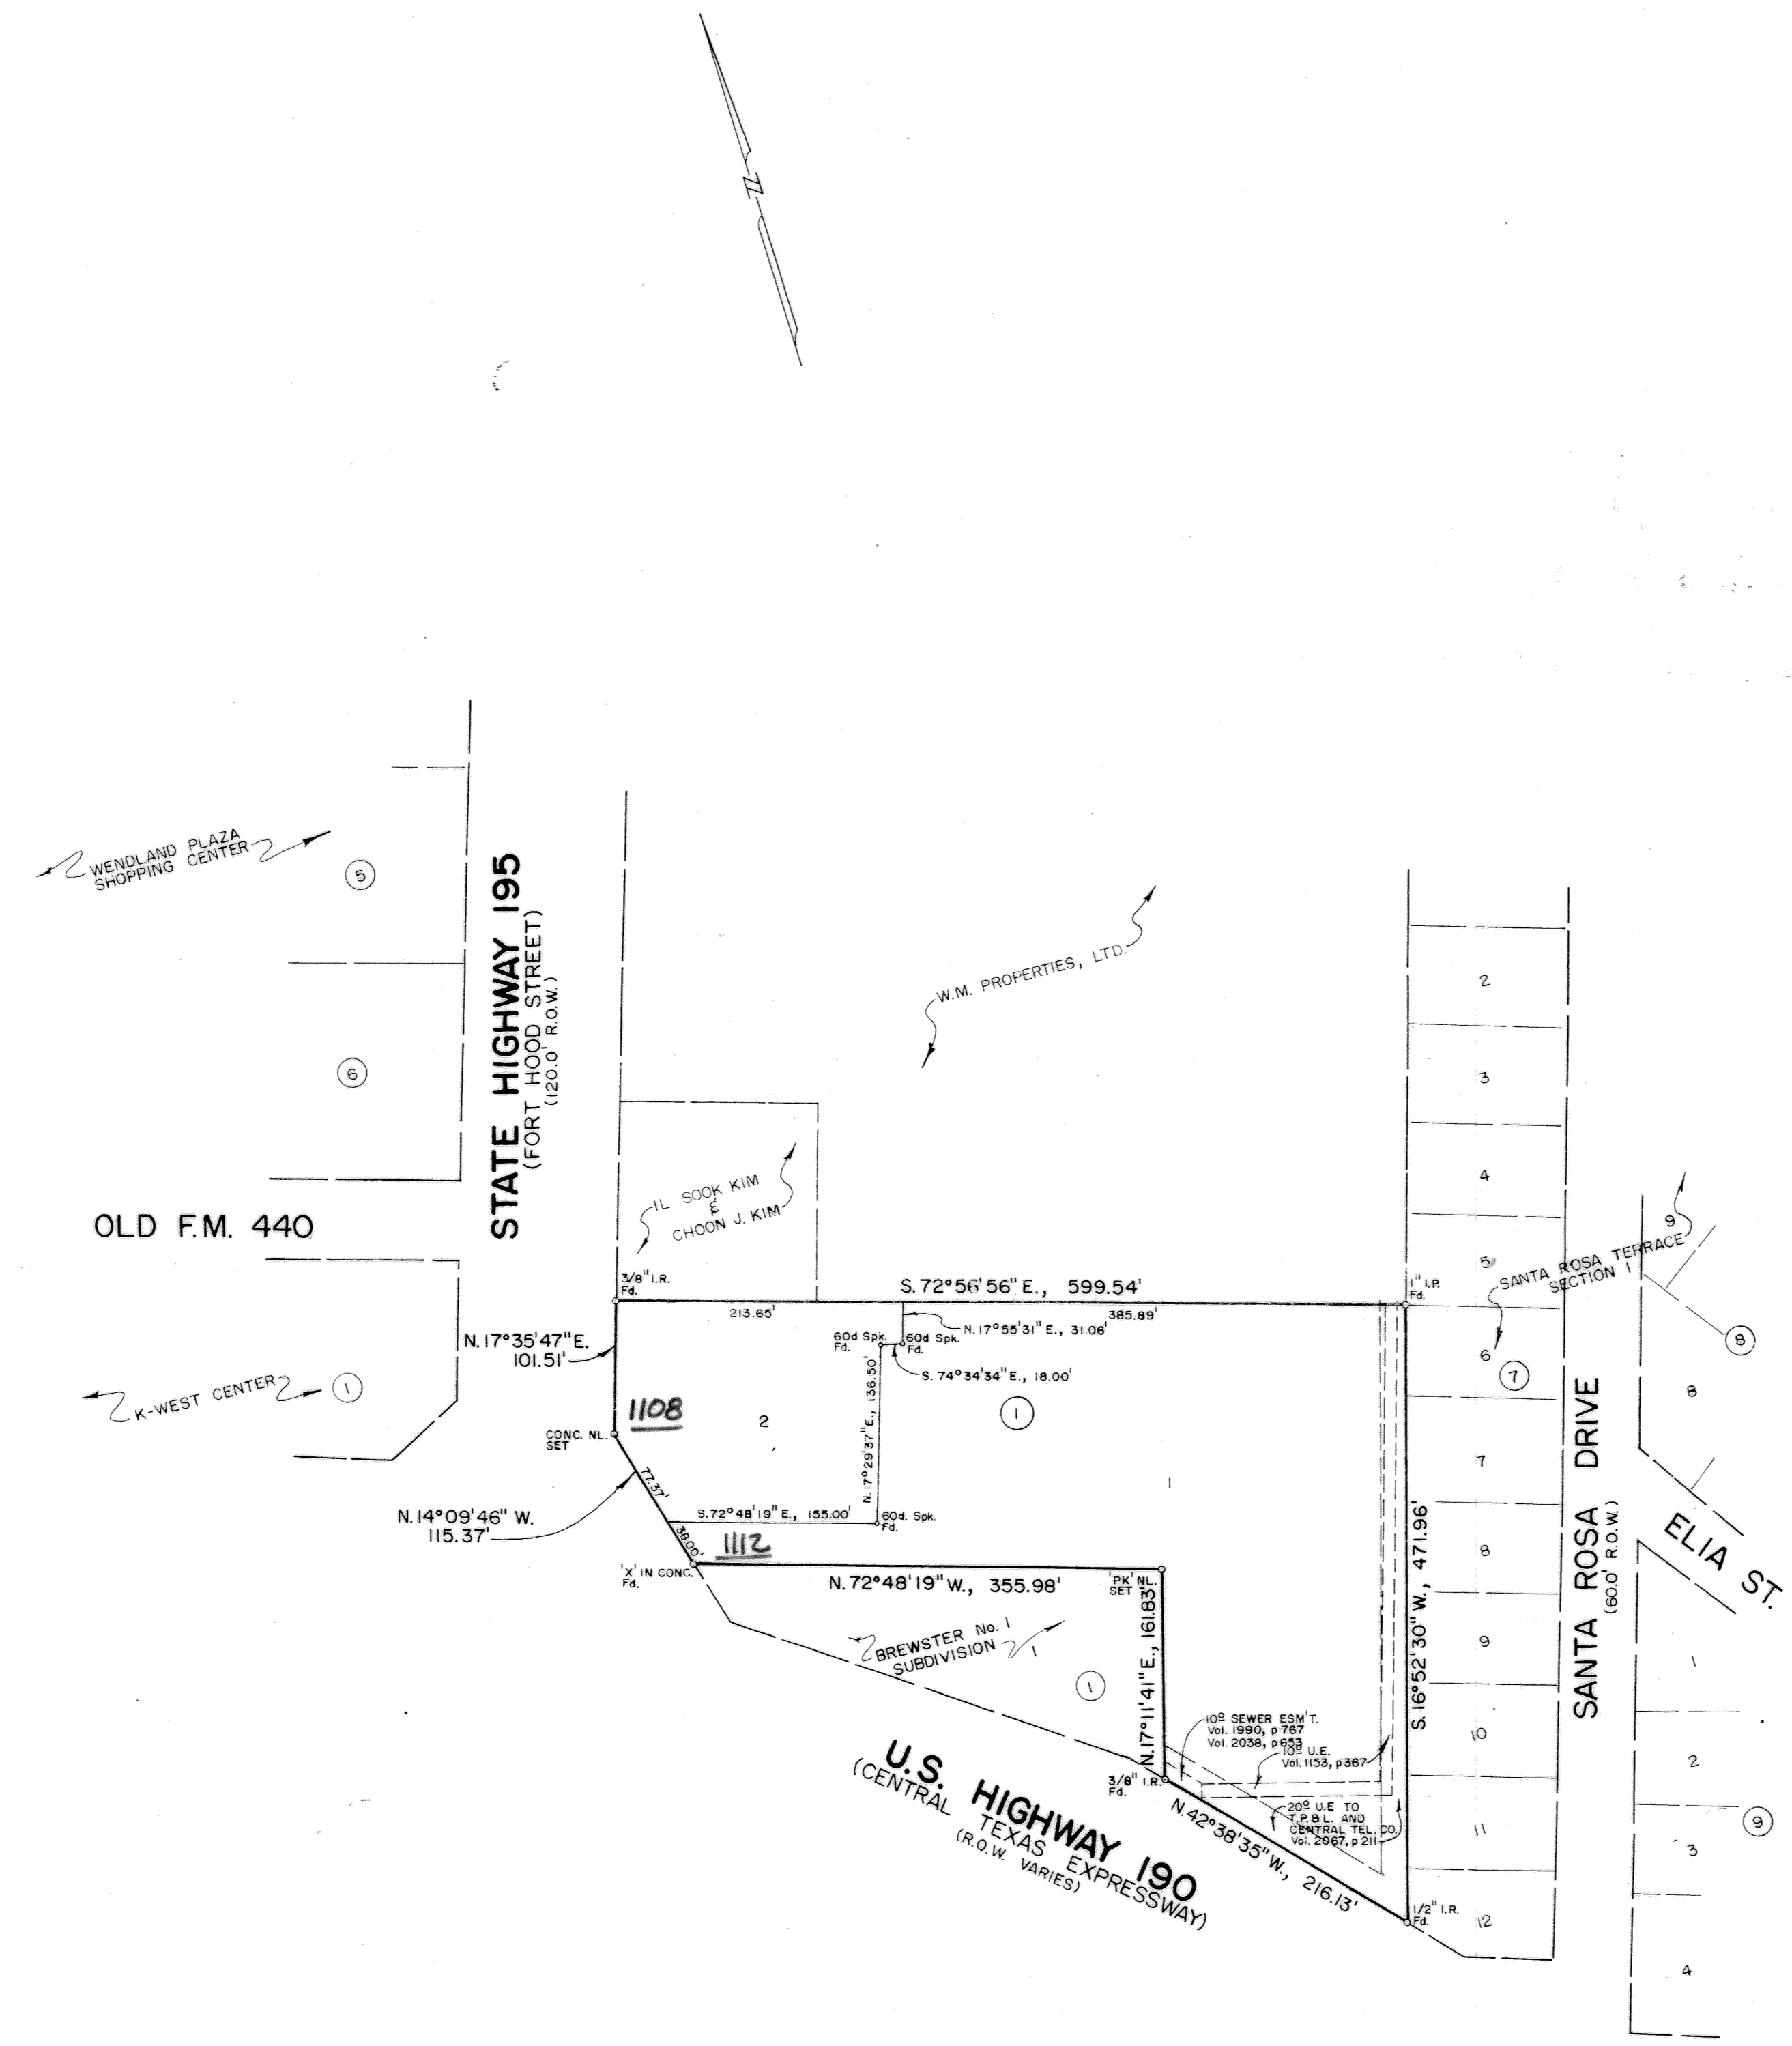 N
WENDLAND PLAZA
SHOPPING CENTER
5
6
STATE HIGHWAY 195
(FORT HOOD STREET)
(120.0' R.O.W.)
W.M. PROPERTIES, LTD.
IL SOOK KIM
&
CHOON J. KIM
OLD F.M. 440
K-WEST CENTER
1
3/8" I.R.
Fd.
S. 72°56'56" E., 599.54'
213.65'
385.89'
1" I.P.
Fd.
N. 17°35'47" E.
101.51'
N. 17°55'31" E., 31.06'
60d Spk.
Fd.
60d Spk.
Fd.
S. 74°34'34" E., 18.00'
N. 17°29'37" E., 136.50'
1108
2
1
1
CONC. NL.
SET
77.37'
N. 14°09'46" W.
115.37'
S. 72°48'19" E., 155.00'
60d. Spk.
Fd.
38.00'
1112
'X' IN CONC.
Fd.
N. 72°48'19" W., 355.98'
'PK' NL.
SET
N. 17°11'41" E., 161.83'
BREWSTER No. 1
SUBDIVISION
1
1
S. 16°52'30" W., 471.96'
10º SEWER ESM'T.
Vol. 1990, p 767
Vol. 2038, p 653
10º U.E.
Vol. 1153, p 367
3/8" I.R.
Fd.
20º U.E TO
T.P. & L. AND
CENTRAL TEL. CO.
Vol. 2067, p 211
N. 42°38'35" W., 216.13'
1/2" I.R.
Fd.
U.S. HIGHWAY 190
(CENTRAL TEXAS EXPRESSWAY)
(R.O.W. VARIES)
2
3
4
5
6
7
7
8
9
10
11
12
SANTA ROSA TERRACE
SECTION 1
SANTA ROSA DRIVE
(60.0' R.O.W.)
9
8
8
ELIA ST.
1
2
3
9
4